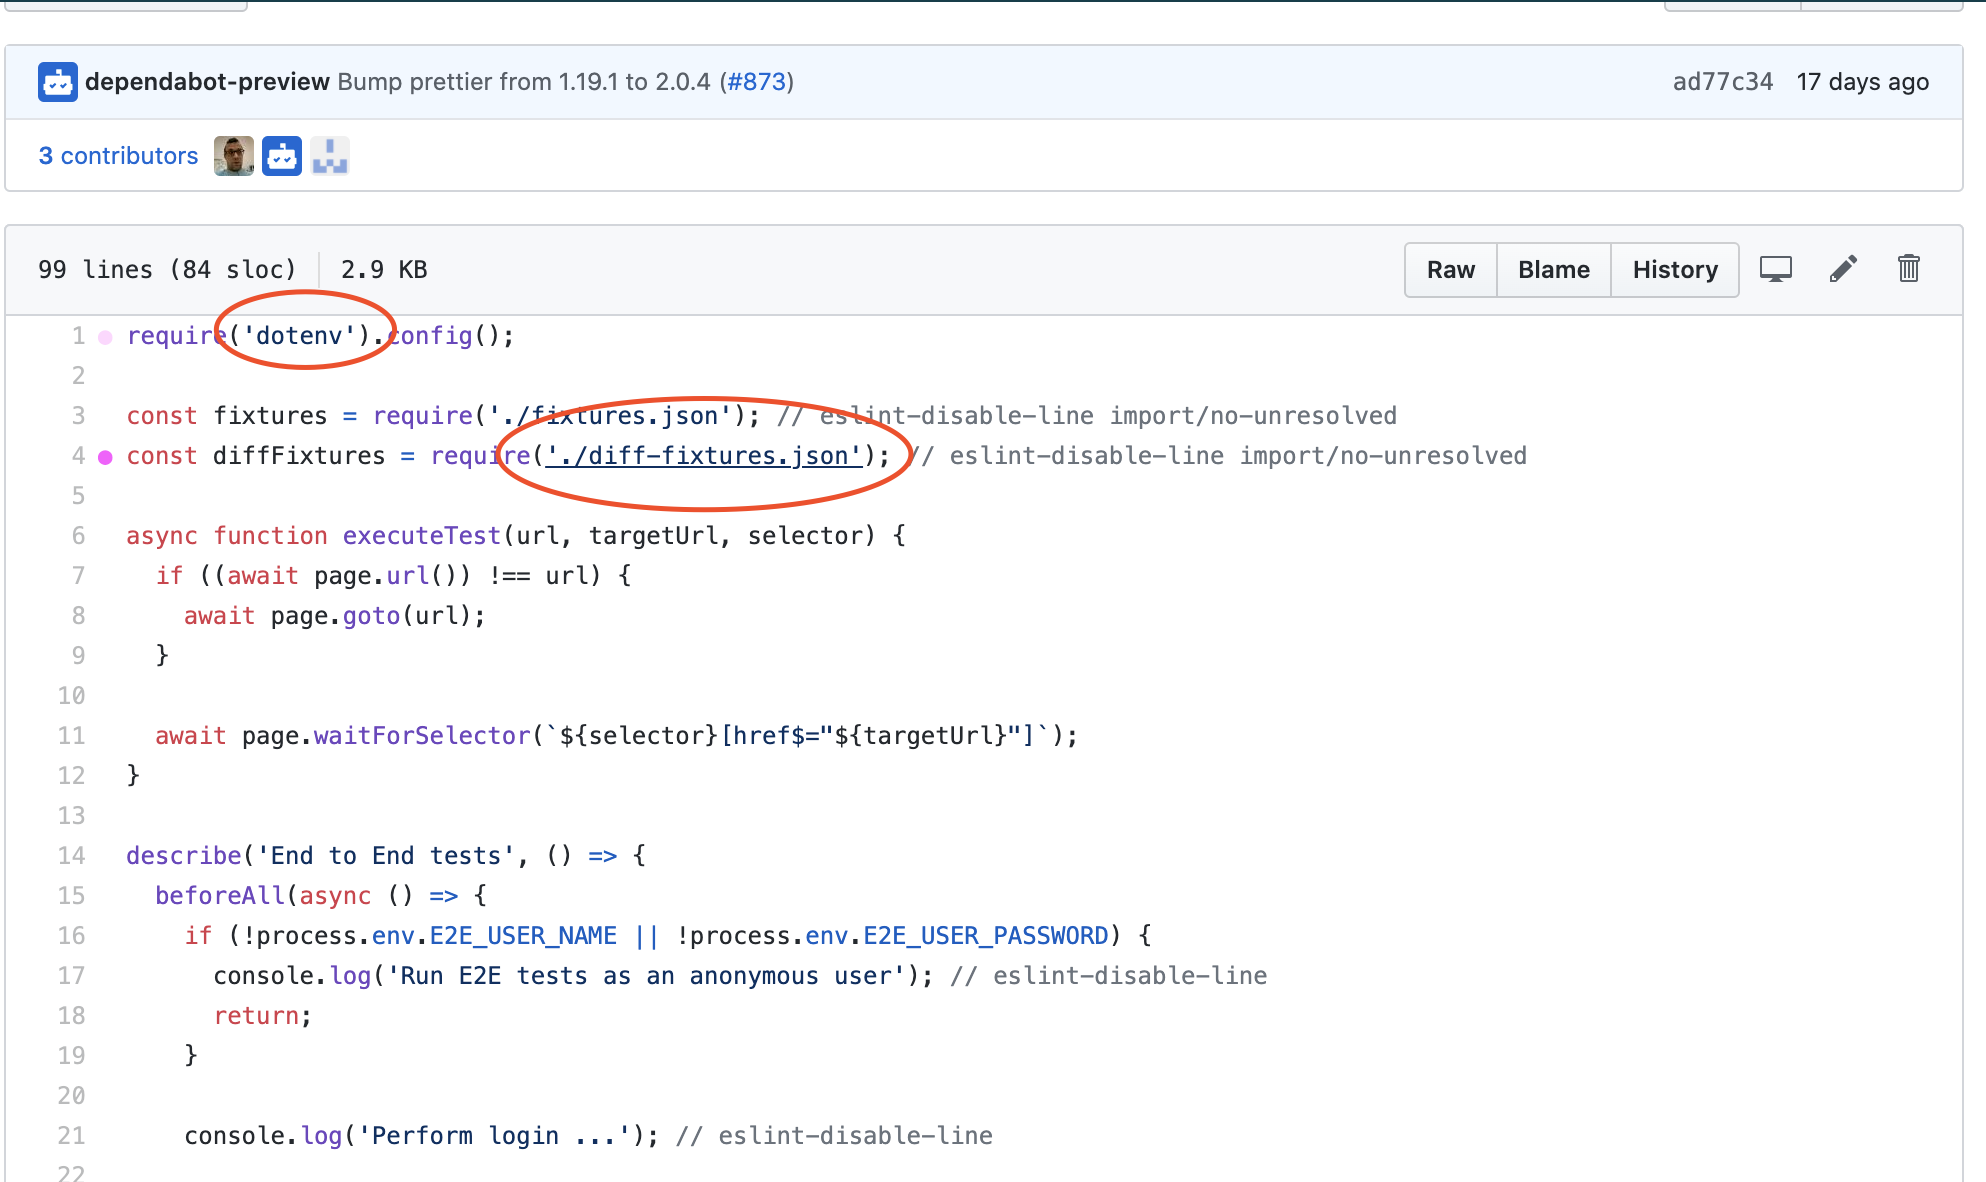 dependabot-preview Bump prettier from 1.19.1 to 2.0.4 (#873) ad77c34 17 days ago
3 contributors
99 lines (84 sloc) 2.9 KB Raw Blame History
1 require('dotenv').config();
2
3 const fixtures = require('./fixtures.json'); // eslint-disable-line import/no-unresolved
4 const diffFixtures = require('./diff-fixtures.json'); // eslint-disable-line import/no-unresolved
5
6 async function executeTest(url, targetUrl, selector) {
7 if ((await page.url()) !== url) {
8 await page.goto(url);
9 }
10
11 await page.waitForSelector(`${selector}[href$="${targetUrl}"]`);
12 }
13
14 describe('End to End tests', () => {
15 beforeAll(async () => {
16 if (!process.env.E2E_USER_NAME || !process.env.E2E_USER_PASSWORD) {
17 console.log('Run E2E tests as an anonymous user'); // eslint-disable-line
18 return;
19 }
20
21 console.log('Perform login ...'); // eslint-disable-line
22